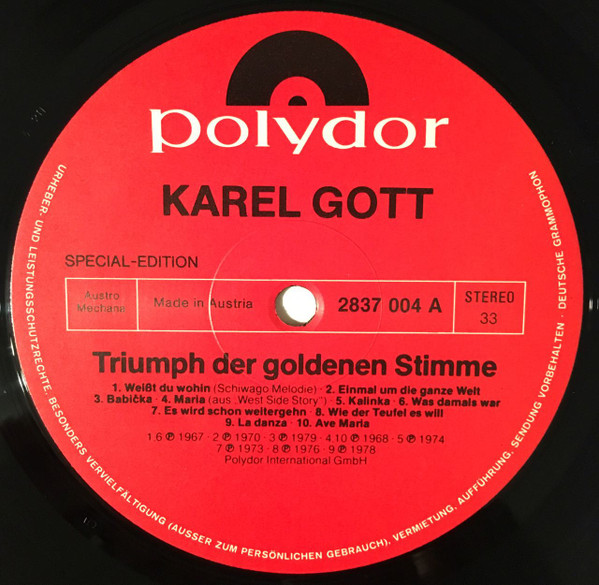 polydor
KAREL GOTT
SPECIAL-EDITION
Austro
Mechana
Made in Austria
2837 004 A
STEREO
33
Triumph der goldenen Stimme
1. Weißt du wohin (Schiwago Melodie) · 2. Einmal um die ganze Welt
3. Babička · 4. Maria (aus „West Side Story”) · 5. Kalinka · 6. Was damals war
7. Es wird schon weitergehn · 8. Wie der Teufel es will
9. La danza · 10. Ave Maria
1.6 ℗ 1967 · 2 ℗ 1970 · 3 ℗ 1979 · 4.10 ℗ 1968 · 5 ℗ 1974
7 ℗ 1973 · 8 ℗ 1976 · 9 ℗ 1978
Polydor International GmbH
URHEBER- UND LEISTUNGSSCHUTZRECHTE, BESONDERS VERVIELFÄLTIGUNG (AUSSER ZUM PERSÖNLICHEN GEBRAUCH), VERMIETUNG, AUFFÜHRUNG, SENDUNG VORBEHALTEN · DEUTSCHE GRAMMOPHON